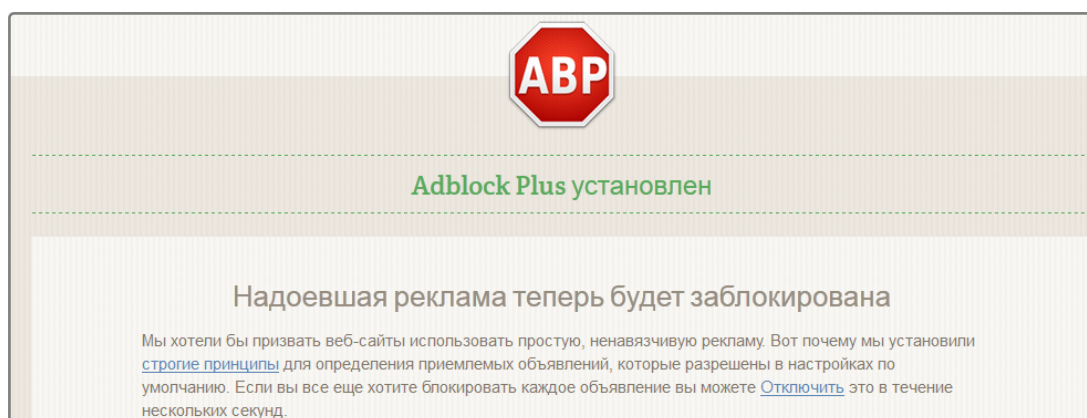 ABP
Adblock Plus установлен
Надоевшая реклама теперь будет заблокирована
Мы хотели бы призвать веб-сайты использовать простую, ненавязчивую рекламу. Вот почему мы установили
строгие принципы для определения приемлемых объявлений, которые разрешены в настройках по
умолчанию. Если вы все еще хотите блокировать каждое объявление вы можете Отключить это в течение
нескольких секунд.